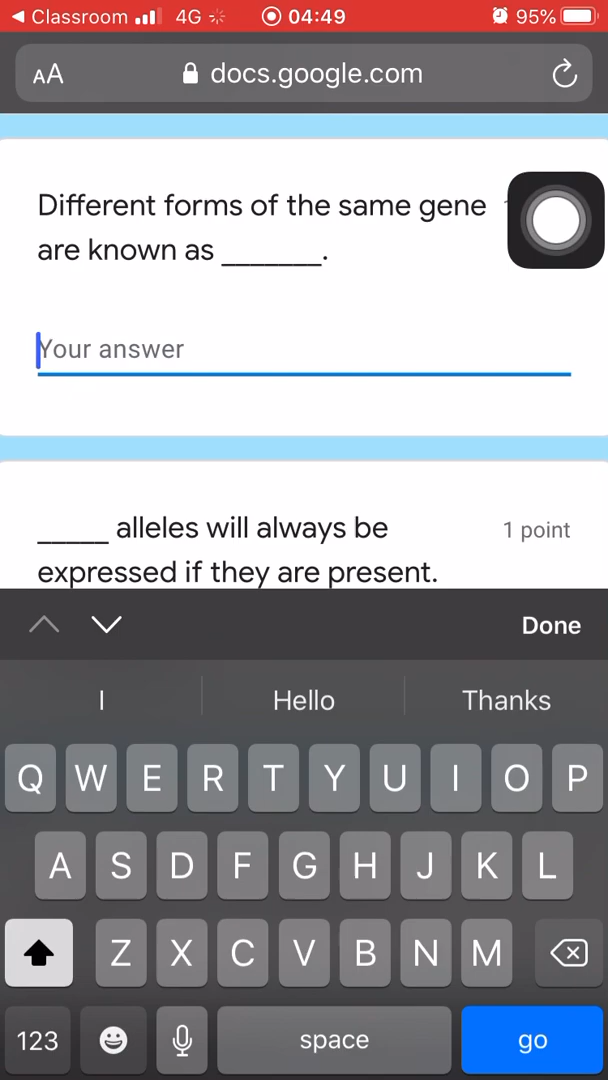 Classroom 4G 04:49 95%
AA docs.google.com
Different forms of the same gene
are known as _______.
Your answer
_____ alleles will always be 1 point
expressed if they are present.
Done
I Hello Thanks
Q W E R T Y U I O P
A S D F G H J K L
Z X C V B N M
123 space go